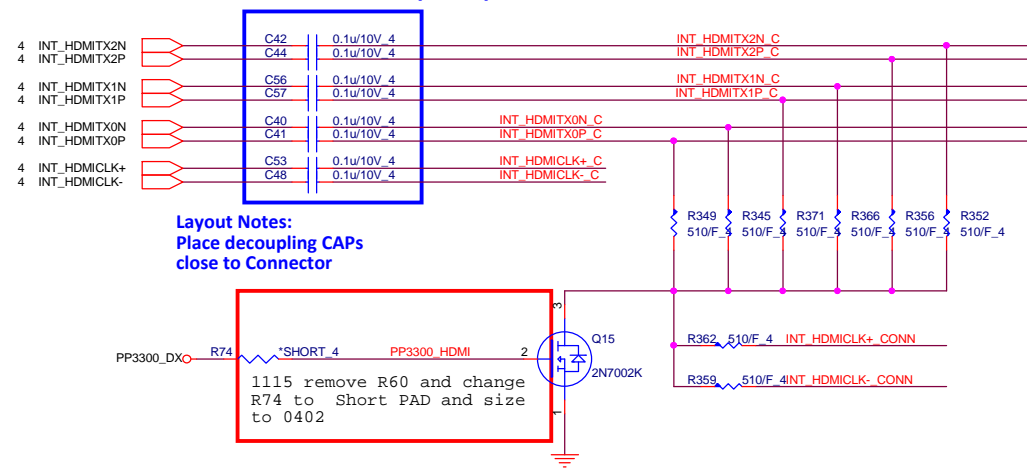 4 INT_HDMITX2N C42 0.1u/10V_4 INT_HDMITX2N_C
4 INT_HDMITX2P C44 0.1u/10V_4 INT_HDMITX2P_C
4 INT_HDMITX1N C56 0.1u/10V_4 INT_HDMITX1N_C
4 INT_HDMITX1P C57 0.1u/10V_4 INT_HDMITX1P_C
4 INT_HDMITX0N C40 0.1u/10V_4 INT_HDMITX0N_C
4 INT_HDMITX0P C41 0.1u/10V_4 INT_HDMITX0P_C
4 INT_HDMICLK+ C53 0.1u/10V_4 INT_HDMICLK+_C
4 INT_HDMICLK- C48 0.1u/10V_4 INT_HDMICLK-_C
Layout Notes:
Place decoupling CAPs
close to Connector
R349 R345 R371 R366 R356 R352
510/F_4 510/F_4 510/F_4 510/F_4 510/F_4 510/F_4
3
Q15
R362 510/F_4 INT_HDMICLK+_CONN
PP3300_DX R74 *SHORT_4 PP3300_HDMI 2
2N7002K
R359 510/F_4 INT_HDMICLK-_CONN
1115 remove R60 and change
R74 to Short PAD and size
to 0402
1